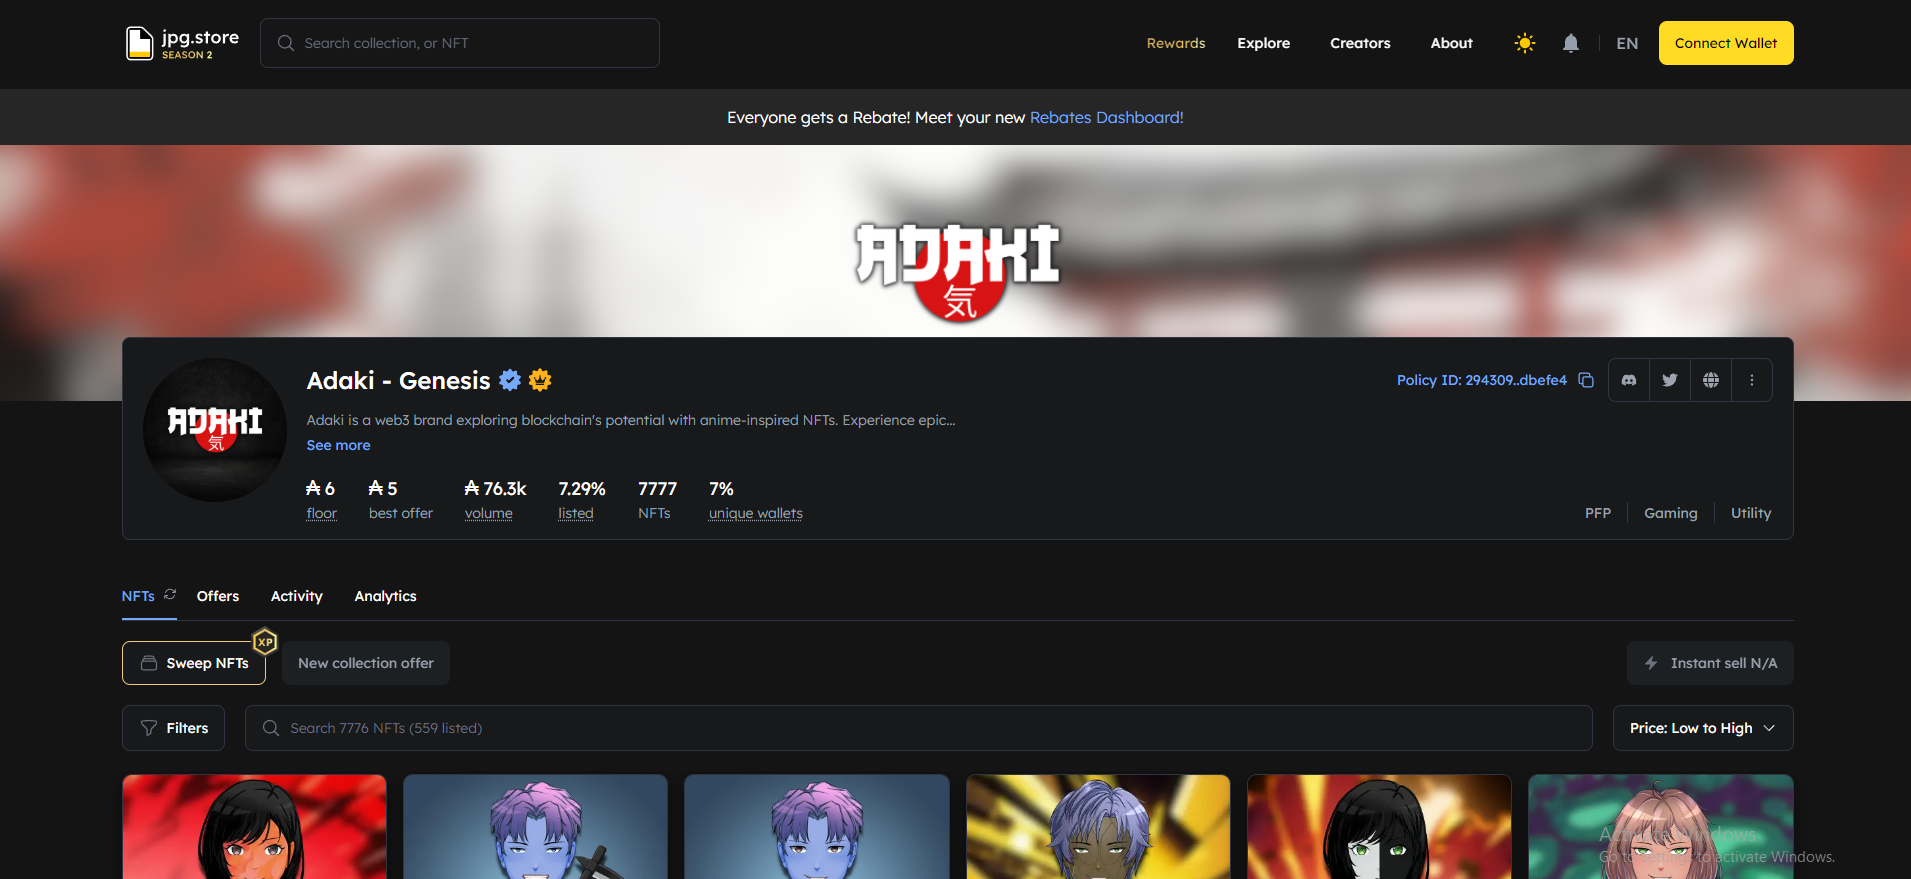 jpg.store
SEASON 2
Search collection, or NFT
Rewards
Explore
Creators
About
EN
Connect Wallet
Everyone gets a Rebate! Meet your new Rebates Dashboard!
ADAKI
気
ADAKI
気
Adaki - Genesis
Policy ID: 294309..dbefe4
Adaki is a web3 brand exploring blockchain's potential with anime-inspired NFTs. Experience epic...
See more
₳ 6
₳ 5
₳ 76.3k
7.29%
7777
7%
floor
best offer
volume
listed
NFTs
unique wallets
PFP
Gaming
Utility
NFTs
Offers
Activity
Analytics
XP
Sweep NFTs
New collection offer
Instant sell N/A
Filters
Search 7776 NFTs (559 listed)
Price: Low to High
Activate Windows
Go to Settings to activate Windows.